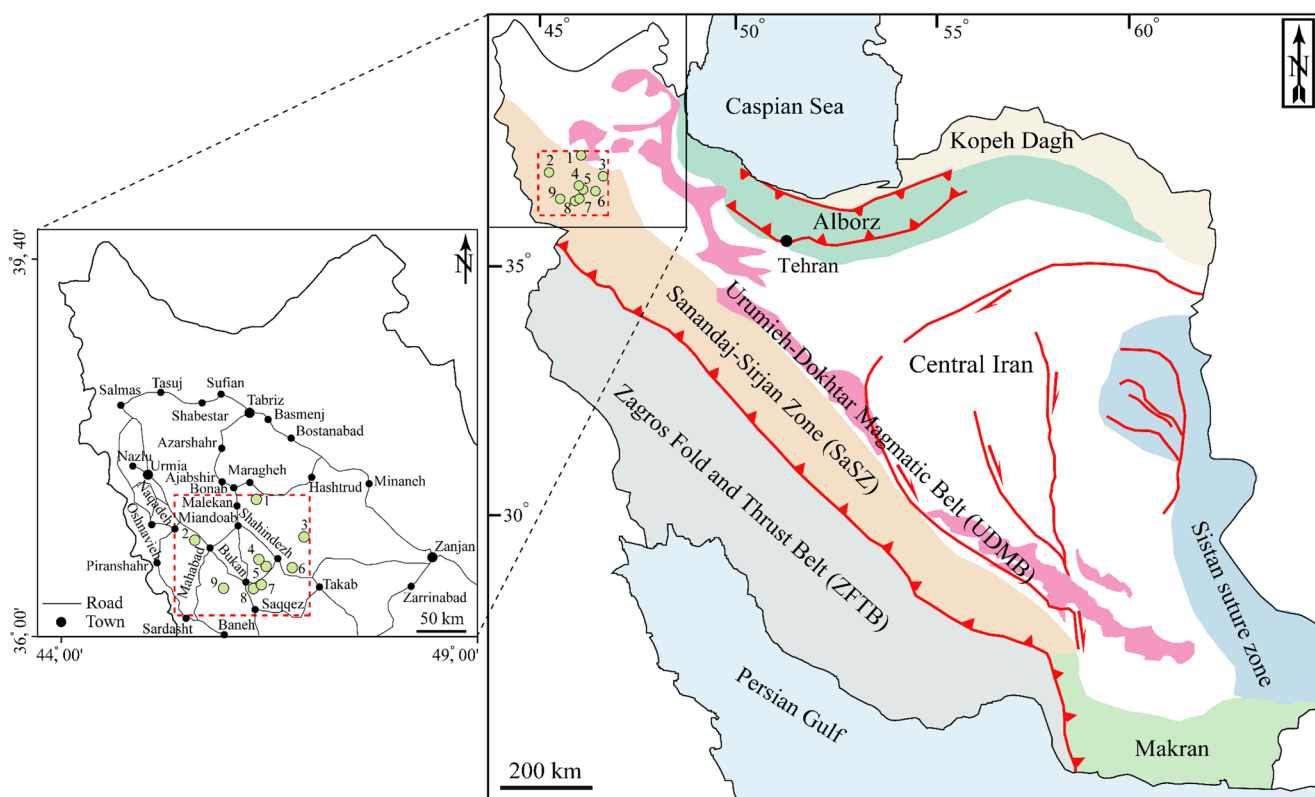 45°
50°
55°
60°
N
Caspian Sea
Kopeh Dagh
1
2
3
4
5
6
7
8
9
Alborz
Tehran
35°
30°
Sanandaj-Sirjan Zone (SaSZ)
Urumieh-Dokhtar Magmatic Belt (UDMB)
Zagros Fold and Thrust Belt (ZFTB)
Central Iran
Sistan suture zone
Persian Gulf
Makran
200 km
39° 40'
N
Salmas
Tasuj
Sufian
Shabestar
Tabriz
Basmenj
Bostanabad
Azarshahr
Nazlu
Urmia
Ajabshir
Maragheh
Bonab
Hashtrud
Mianeh
Naqadeh
Malekan
1
Oshnavieh
Miandoab
Shahindezh
2
3
Piranshahr
Mahabad
Bukan
4
5
6
Zanjan
9
8
7
Takab
Zarrinabad
Saqqez
Road
Town
50 km
Sardasht
Baneh
36° 00'
44° 00'
49° 00'